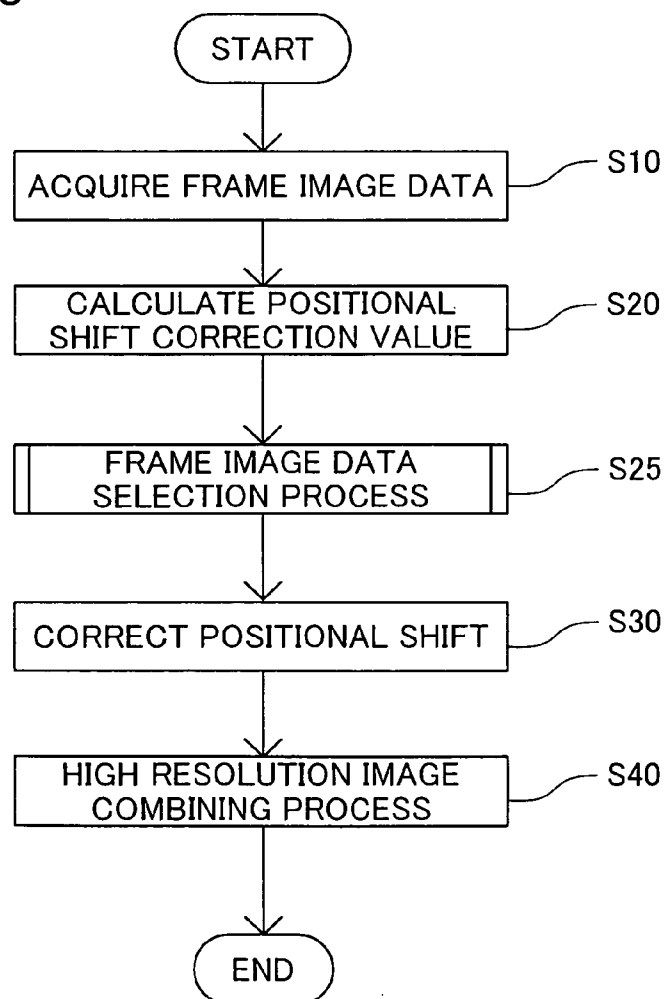 START
ACQUIRE FRAME IMAGE DATA
S10
CALCULATE POSITIONAL
SHIFT CORRECTION VALUE
S20
FRAME IMAGE DATA
SELECTION PROCESS
S25
CORRECT POSITIONAL SHIFT
S30
HIGH RESOLUTION IMAGE
COMBINING PROCESS
S40
END